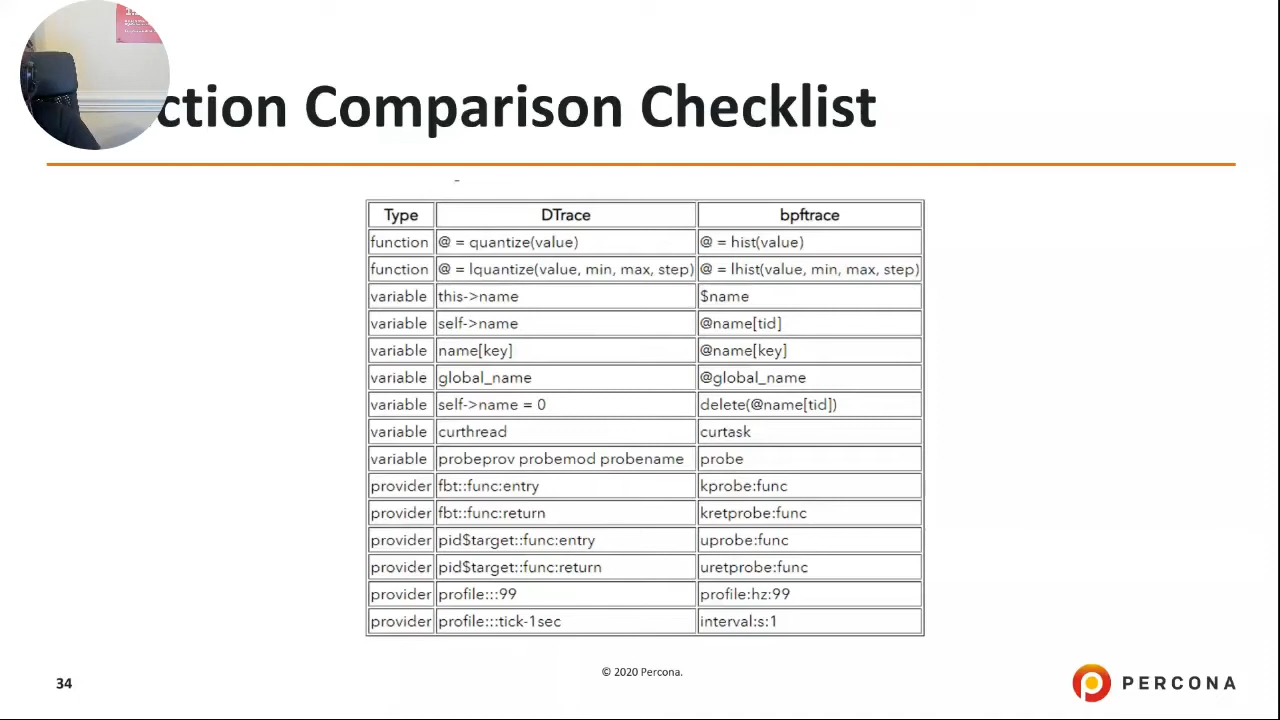 ction Comparison Checklist
Type DTrace bpftrace
function @ = quantize(value) @ = hist(value)
function @ = lquantize(value, min, max, step) @ = lhist(value, min, max, step)
variable this->name $name
variable self->name @name[tid]
variable name[key] @name[key]
variable global_name @global_name
variable self->name = 0 delete(@name[tid])
variable curthread curtask
variable probeprov probemod probename probe
provider fbt::func:entry kprobe:func
provider fbt::func:return kretprobe:func
provider pid$target::func:entry uprobe:func
provider pid$target::func:return uretprobe:func
provider profile:::99 profile:hz:99
provider profile:::tick-1sec interval:s:1
© 2020 Percona.
34
PERCONA